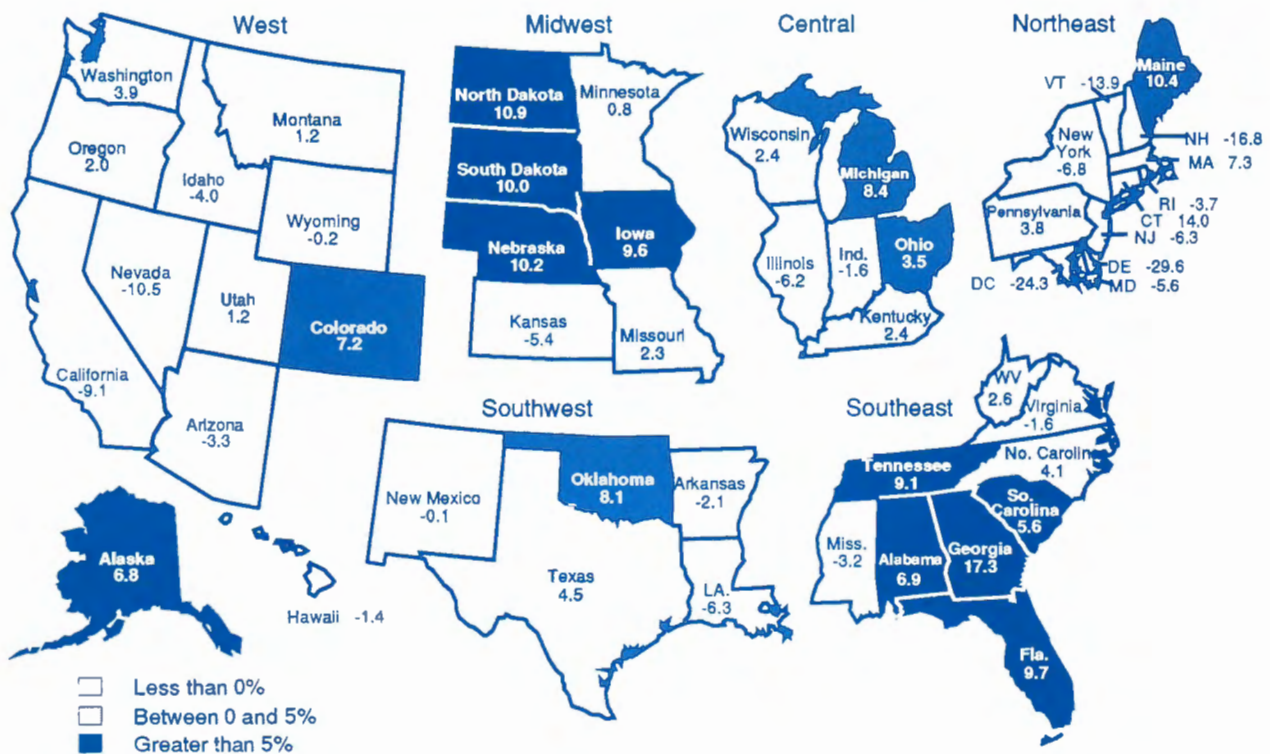 West
Washington
3.9
Oregon
2.0
Idaho
-4.0
Montana
1.2
Wyoming
-0.2
Nevada
-10.5
Utah
1.2
Colorado
7.2
California
-9.1
Arizona
-3.3
Alaska
6.8
Hawaii -1.4
Midwest
North Dakota
10.9
Minnesota
0.8
South Dakota
10.0
Nebraska
10.2
Iowa
9.6
Kansas
-5.4
Missouri
2.3
Central
Wisconsin
2.4
Michigan
8.4
Illinois
-6.2
Ind.
-1.6
Ohio
3.5
Kentucky
2.4
Northeast
Maine
10.4
VT -13.9
New
York
-6.8
NH -16.8
MA 7.3
Pennsylvania
3.8
RI -3.7
CT 14.0
NJ -6.3
DE -29.6
DC -24.3
MD -5.6
Southwest
New Mexico
-0.1
Oklahoma
8.1
Arkansas
-2.1
Texas
4.5
LA.
-6.3
Southeast
WV
2.6
Virginia
-1.6
Tennessee
9.1
No. Carolin
4.1
So.
Carolina
5.6
Miss.
-3.2
Alabama
6.9
Georgia
17.3
Fla.
9.7
Less than 0%
Between 0 and 5%
Greater than 5%